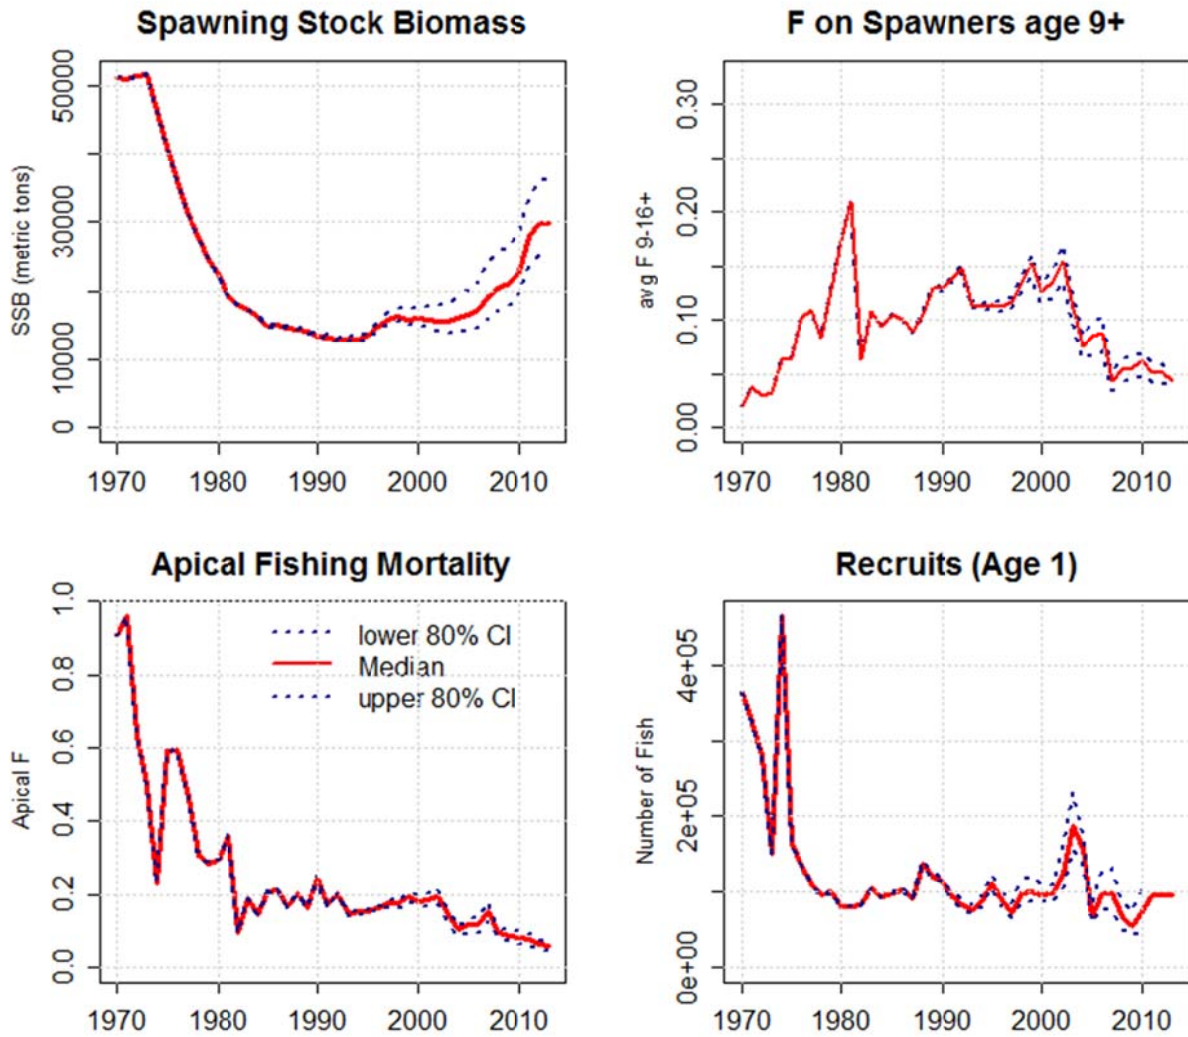 Spawning Stock Biomass
SSB (metric tons)
50000
30000
10000
0
1970 1980 1990 2000 2010
F on Spawners age 9+
avg F 9-16+
0.30
0.20
0.10
0.00
1970 1980 1990 2000 2010
Apical Fishing Mortality
Apical F
1.0
0.8
0.6
0.4
0.2
0.0
lower 80% CI
Median
upper 80% CI
1970 1980 1990 2000 2010
Recruits (Age 1)
Number of Fish
4e+05
2e+05
0e+00
1970 1980 1990 2000 2010